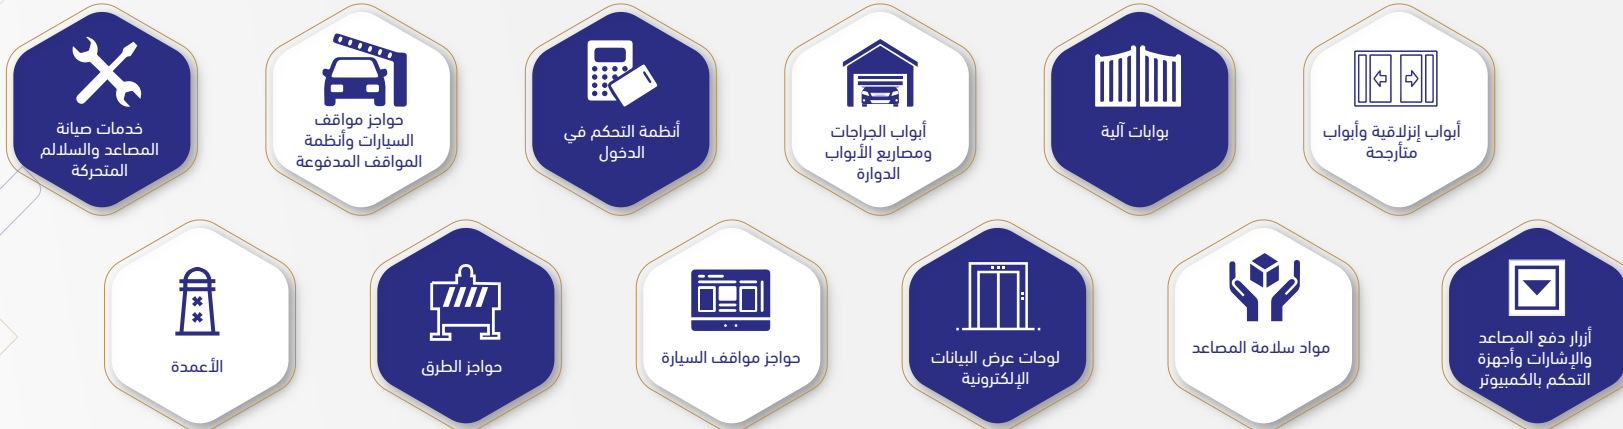 أبواب إنزلاقية وأبواب
متأرجحة
بوابات آلية
أبواب الجراجات
ومصاريع الأبواب
الدوارة
أنظمة التحكم في
الدخول
حواجز مواقف
السيارات وأنظمة
المواقف المدفوعة
خدمات صيانة
المصاعد والسلالم
المتحركة
أزرار دفع المصاعد
والإشارات وأجهزة
التحكم بالكمبيوتر
مواد سلامة المصاعد
لوحات عرض البيانات
الإلكترونية
حواجز مواقف السيارة
حواجز الطرق
الأعمدة